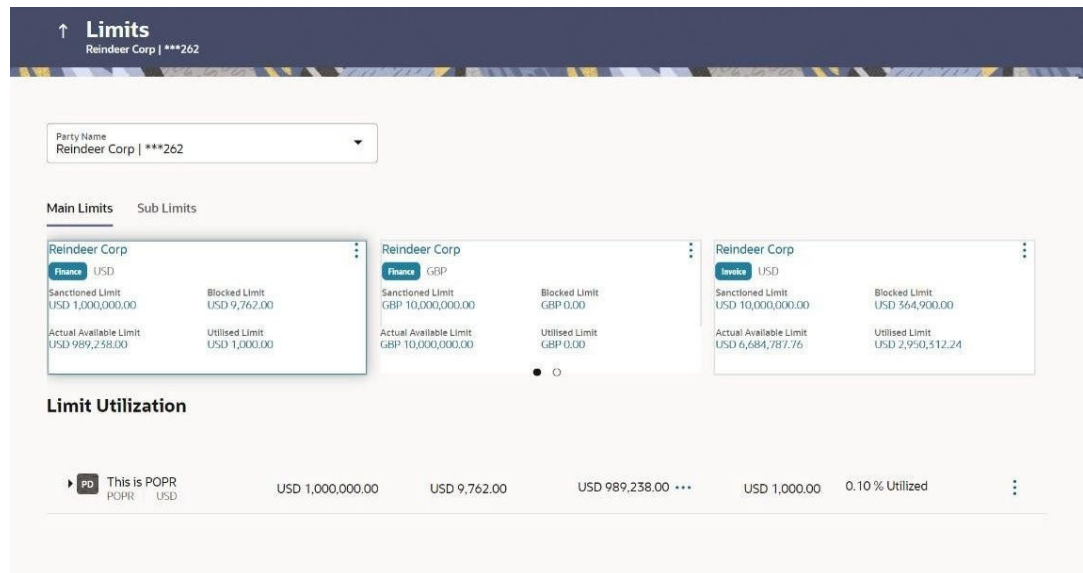 Limits
Reindeer Corp | ***262
Party Name
Reindeer Corp | ***262
Main Limits Sub Limits
Reindeer Corp
Finance USD
Sanctioned Limit Blocked Limit
USD 1,000,000.00 USD 9,762.00
Actual Available Limit Utilised Limit
USD 989,238.00 USD 1,000.00
Reindeer Corp
Finance GBP
Sanctioned Limit Blocked Limit
GBP 10,000,000.00 GBP 0.00
Actual Available Limit Utilised Limit
GBP 10,000,000.00 GBP 0.00
Reindeer Corp
Invoice USD
Sanctioned Limit Blocked Limit
USD 10,000,000.00 USD 364,900.00
Actual Available Limit Utilised Limit
USD 6,684,787.76 USD 2,950,312.24
Limit Utilization
PD This is POPR USD 1,000,000.00 USD 9,762.00 USD 989,238.00 ••• USD 1,000.00 0.10 % Utilized
POPR USD